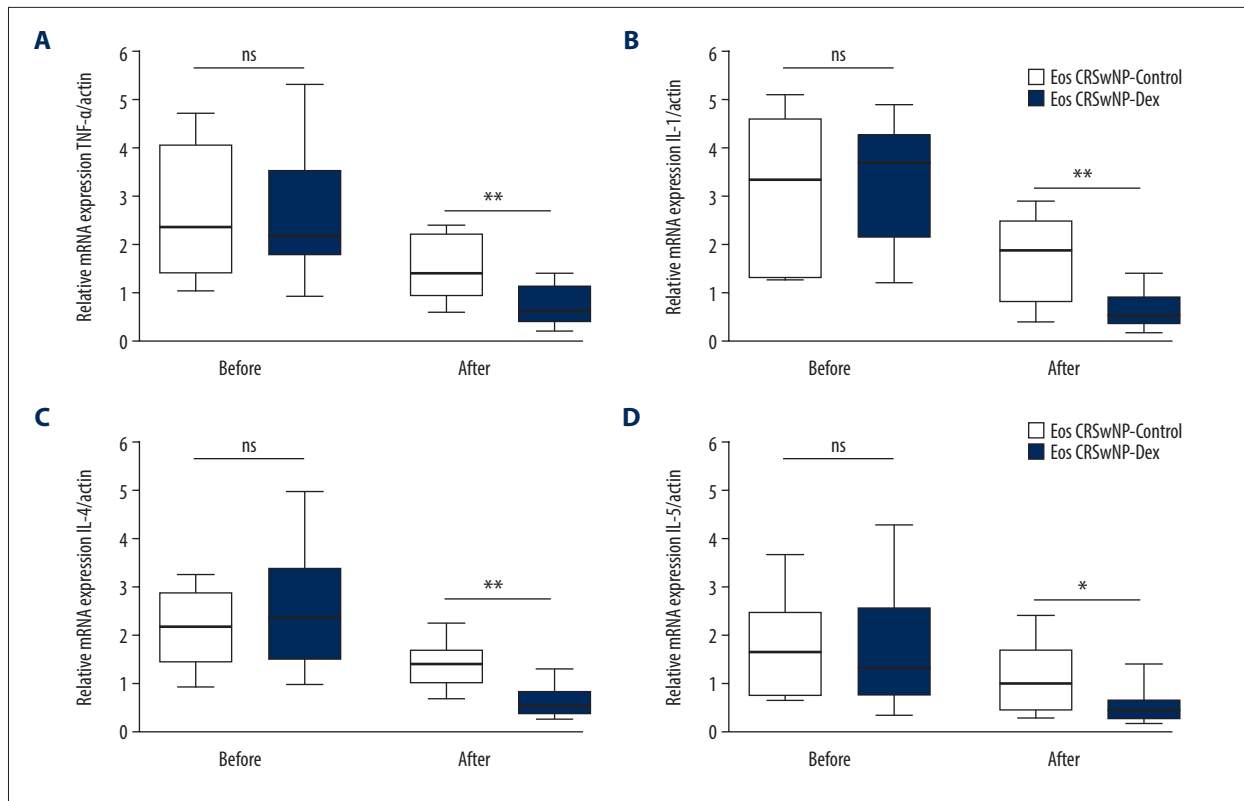 A
Relative mRNA expression TNF-α/actin
6
5
4
3
2
1
0
ns
**
Before
After
B
Relative mRNA expression IL-1/actin
6
5
4
3
2
1
0
ns
**
Eos CRSwNP-Control
Eos CRSwNP-Dex
Before
After
C
Relative mRNA expression IL-4/actin
6
5
4
3
2
1
0
ns
**
Before
After
D
Relative mRNA expression IL-5/actin
6
5
4
3
2
1
0
ns
*
Eos CRSwNP-Control
Eos CRSwNP-Dex
Before
After